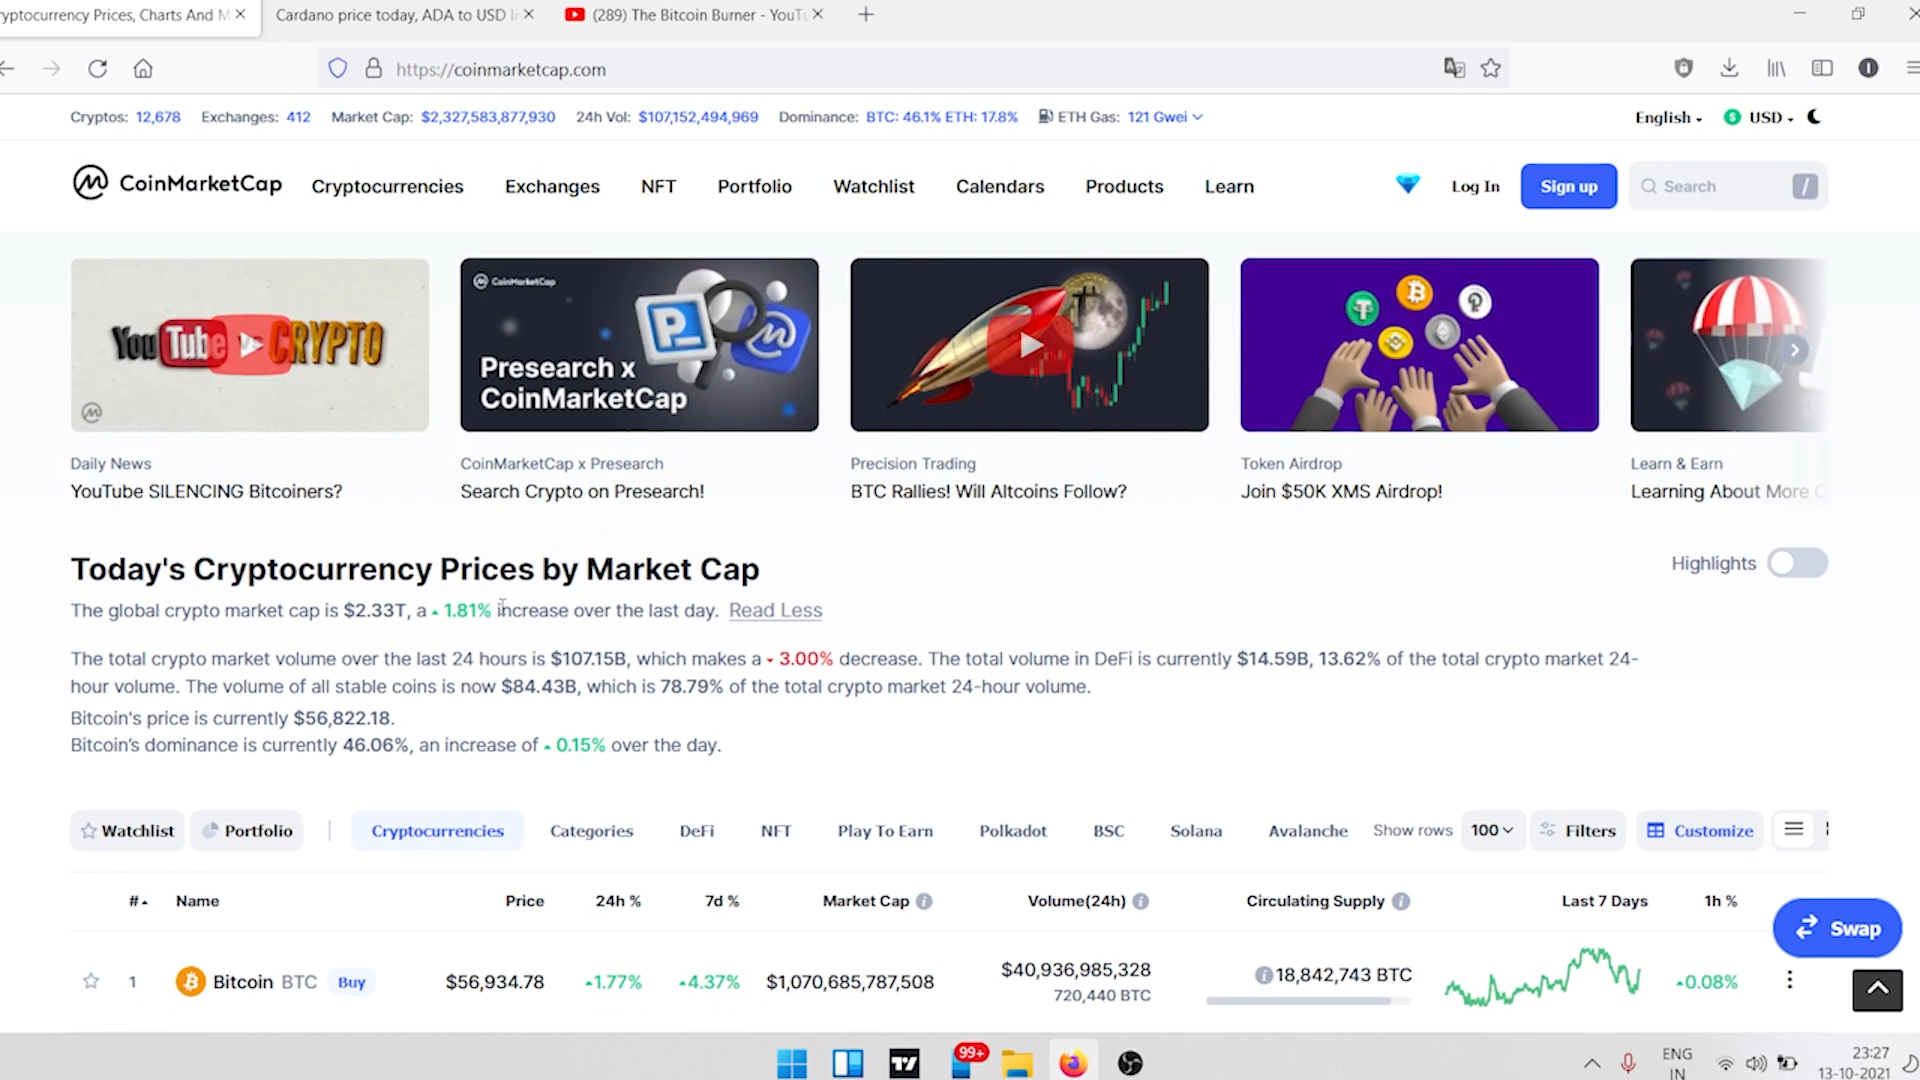 ryptocurrency Prices, Charts And M
Cardano price today, ADA to USD li
(289) The Bitcoin Burner - YouTu
https://coinmarketcap.com
Cryptos: 12,678 Exchanges: 412 Market Cap: $2,327,583,877,930 24h Vol: $107,152,494,969 Dominance: BTC: 46.1% ETH: 17.8% ETH Gas: 121 Gwei
English USD
CoinMarketCap Cryptocurrencies Exchanges NFT Portfolio Watchlist Calendars Products Learn Log In Sign up Search /
You Tube CRYPTO
CoinMarketCap
Presearch x
CoinMarketCap
Daily News
YouTube SILENCING Bitcoiners?
CoinMarketCap x Presearch
Search Crypto on Presearch!
Precision Trading
BTC Rallies! Will Altcoins Follow?
Token Airdrop
Join $50K XMS Airdrop!
Learn & Earn
Learning About More C
Today's Cryptocurrency Prices by Market Cap
Highlights
The global crypto market cap is $2.33T, a 1.81% increase over the last day. Read Less
The total crypto market volume over the last 24 hours is $107.15B, which makes a 3.00% decrease. The total volume in DeFi is currently $14.59B, 13.62% of the total crypto market 24-
hour volume. The volume of all stable coins is now $84.43B, which is 78.79% of the total crypto market 24-hour volume.
Bitcoin's price is currently $56,822.18.
Bitcoin's dominance is currently 46.06%, an increase of 0.15% over the day.
Watchlist Portfolio Cryptocurrencies Categories DeFi NFT Play To Earn Polkadot BSC Solana Avalanche Show rows 100 Filters Customize
# Name Price 24h % 7d % Market Cap Volume(24h) Circulating Supply Last 7 Days 1h %
Swap
1 Bitcoin BTC Buy $56,934.78 1.77% 4.37% $1,070,685,787,508 $40,936,985,328 18,842,743 BTC 0.08%
720,440 BTC
99+
ENG
IN
23:27
13-10-2021